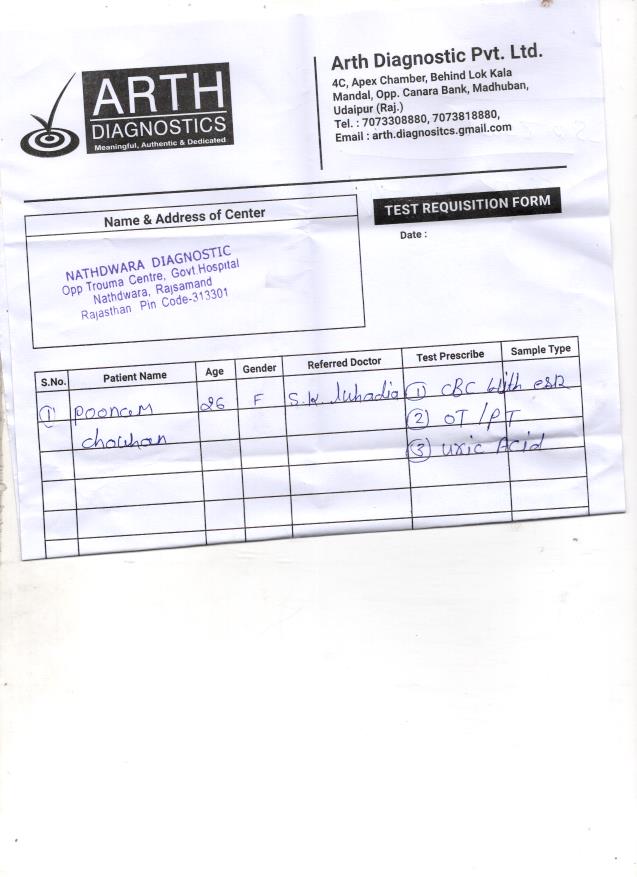 ARTH
DIAGNOSTICS
Meaningful, Authentic & Dedicated
Arth Diagnostic Pvt. Ltd.
4C, Apex Chamber, Behind Lok Kala
Mandal, Opp. Canara Bank, Madhuban,
Udaipur (Raj.)
Tel. : 7073308880, 7073818880,
Email : arth.diagnositcs.gmail.com
Name & Address of Center
TEST REQUISITION FORM
Date :
NATHDWARA DIAGNOSTIC
Opp Trouma Centre, Govt.Hospital
Nathdwara, Rajsamand
Rajasthan Pin Code-313301
S.No. Patient Name Age Gender Referred Doctor Test Prescribe Sample Type
1 Poonam 26 F S.K. 1 CBC With ESR
chouhan 2 OT/PT
3 Uric Acid